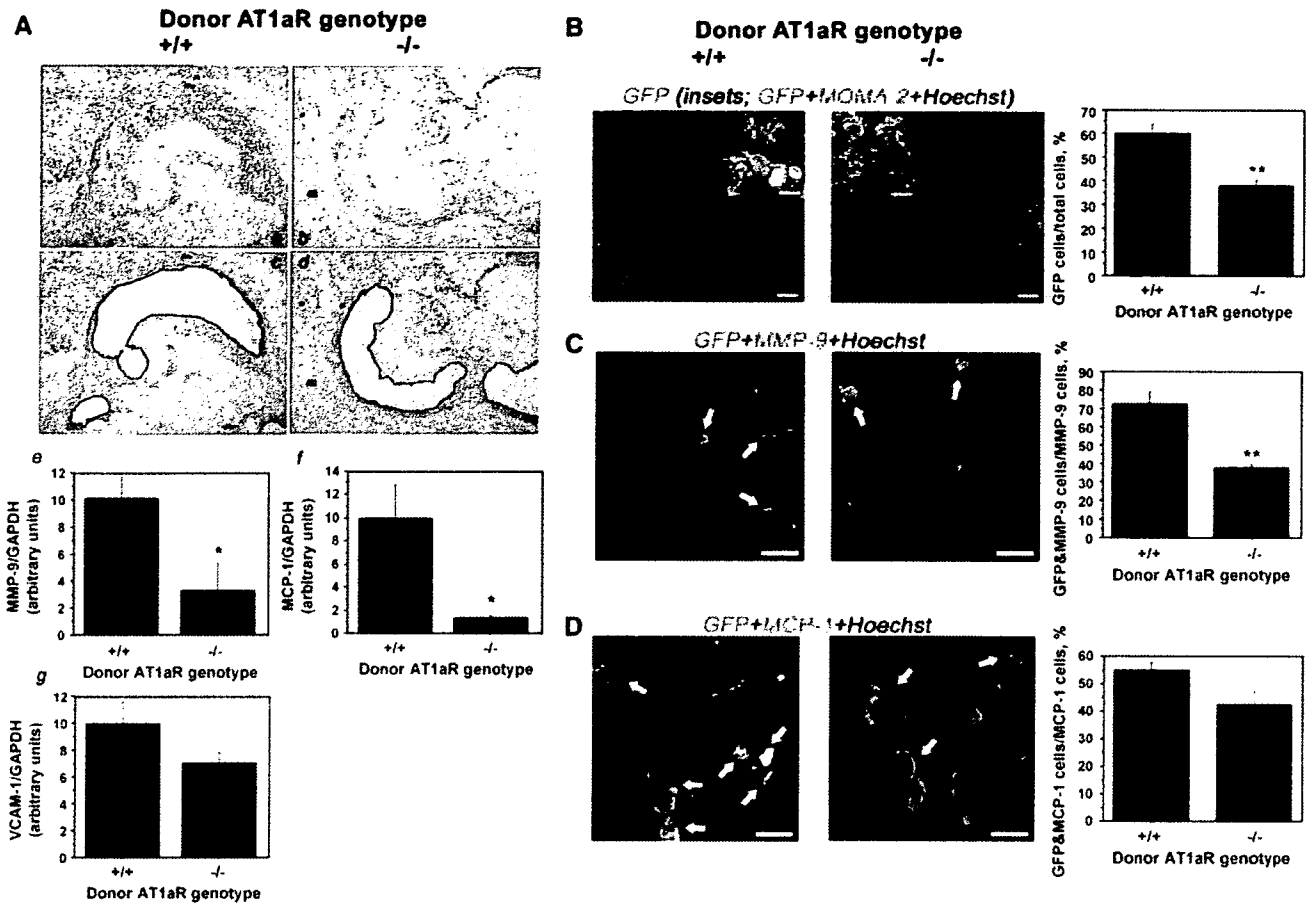 A
Donor AT1aR genotype
+/+ -/-
a b
c d
e
MMP-9/GAPDH
(arbitrary units)
12
10
8
6
4
2
0
*
+/+ -/-
Donor AT1aR genotype
f
MCP-1/GAPDH
(arbitrary units)
14
12
10
8
6
4
2
0
*
+/+ -/-
Donor AT1aR genotype
g
VCAM-1/GAPDH
(arbitrary units)
12
10
8
6
4
2
0
+/+ -/-
Donor AT1aR genotype
B
Donor AT1aR genotype
+/+ -/-
GFP (insets; GFP+MOMA-2+Hoechst)
GFP cells/total cells, %
70
60
50
40
30
20
10
0
**
+/+ -/-
Donor AT1aR genotype
C
GFP+MMP-9+Hoechst
GFP&MMP-9 cells/MMP-9 cells, %
90
80
70
60
50
40
30
20
10
0
**
+/+ -/-
Donor AT1aR genotype
D
GFP+MCP-1+Hoechst
GFP&MCP-1 cells/MCP-1 cells, %
60
50
40
30
20
10
0
+/+ -/-
Donor AT1aR genotype